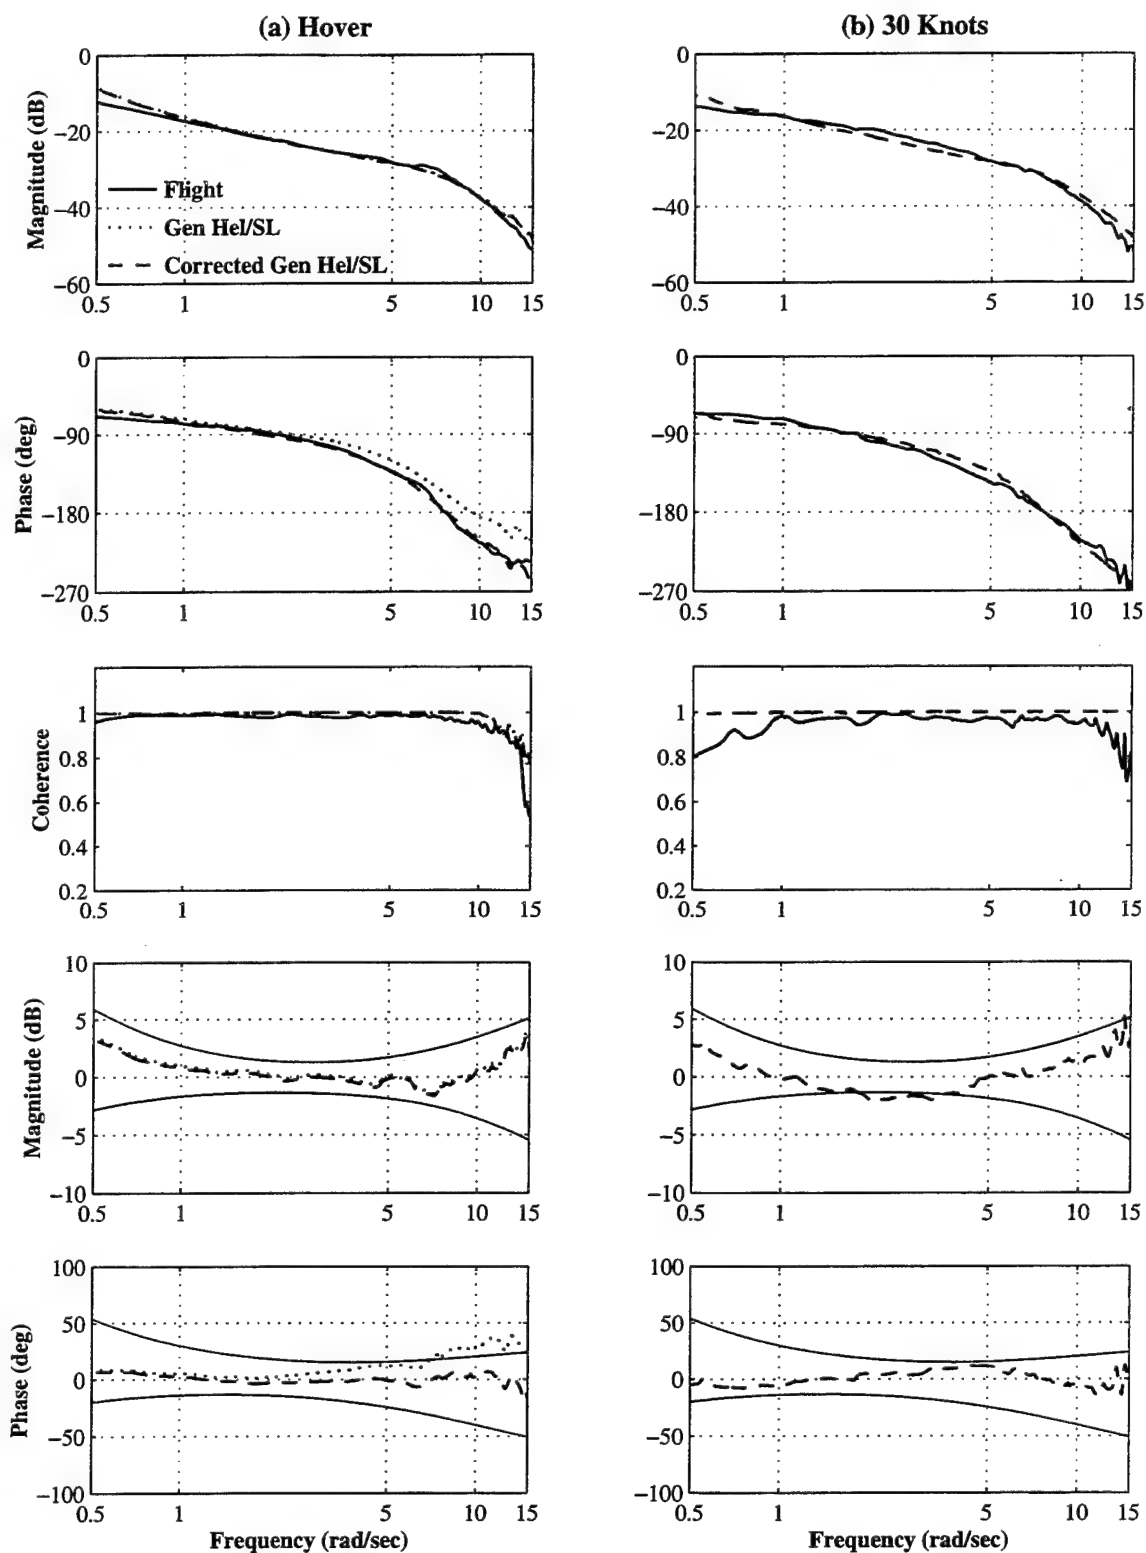 (a) Hover
(b) 30 Knots
0
−20
−40
−60
Magnitude (dB)
Flight
Gen Hel/SL
Corrected Gen Hel/SL
0.5 1 5 10 15
0
−20
−40
−60
0.5 1 5 10 15
0
−90
−180
−270
Phase (deg)
0.5 1 5 10 15
0
−90
−180
−270
0.5 1 5 10 15
1
0.8
0.6
0.4
0.2
Coherence
0.5 1 5 10 15
1
0.8
0.6
0.4
0.2
0.5 1 5 10 15
10
5
0
−5
−10
Magnitude (dB)
0.5 1 5 10 15
10
5
0
−5
−10
0.5 1 5 10 15
100
50
0
−50
−100
Phase (deg)
0.5 1 5 10 15
Frequency (rad/sec)
100
50
0
−50
−100
0.5 1 5 10 15
Frequency (rad/sec)